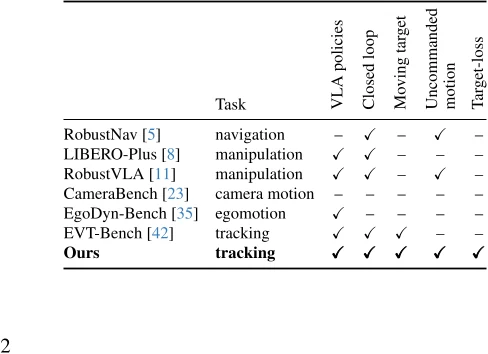 Task VLA policies Closed loop Moving target Uncommanded motion Target-loss
RobustNav [5] navigation – ✓ – ✓ –
LIBERO-Plus [8] manipulation ✓ ✓ – – –
RobustVLA [11] manipulation ✓ ✓ – ✓ –
CameraBench [23] camera motion – – – – –
EgoDyn-Bench [35] egomotion ✓ – – – –
EVT-Bench [42] tracking ✓ ✓ ✓ – –
Ours tracking ✓ ✓ ✓ ✓ ✓
2